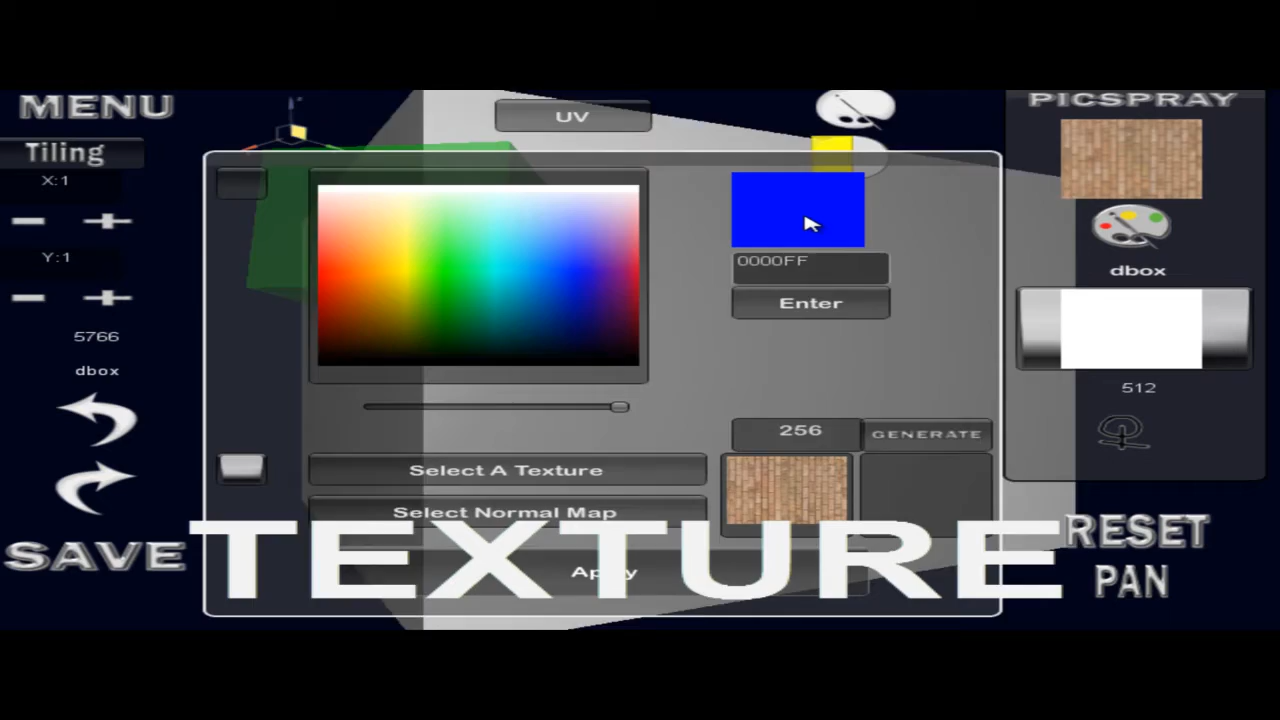 MENU
Tiling
X:1
Y:1
5766
dbox
SAVE
UV
0000FF
Enter
256
GENERATE
Select A Texture
Select Normal Map
Apply
TEXTURE
PICSPRAY
dbox
512
RESET
PAN